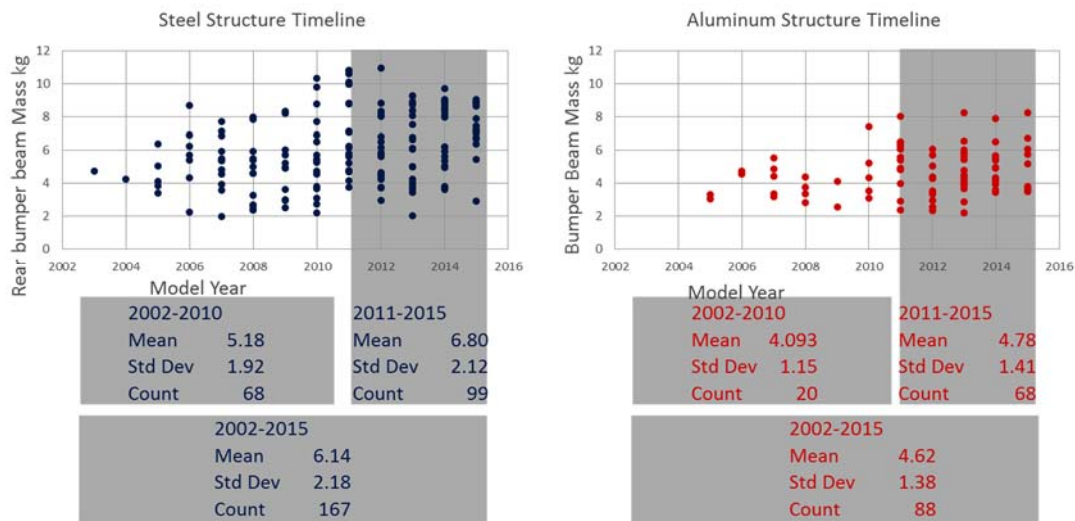 Steel Structure Timeline
Rear bumper beam Mass kg
12
10
8
6
4
2
0
2002 2004 2006 2008 2010 2012 2014 2016
Model Year
2002-2010
Mean 5.18
Std Dev 1.92
Count 68
2011-2015
Mean 6.80
Std Dev 2.12
Count 99
2002-2015
Mean 6.14
Std Dev 2.18
Count 167
Aluminum Structure Timeline
Bumper Beam Mass kg
12
10
8
6
4
2
0
2002 2004 2006 2008 2010 2012 2014 2016
Model Year
2002-2010
Mean 4.093
Std Dev 1.15
Count 20
2011-2015
Mean 4.78
Std Dev 1.41
Count 68
2002-2015
Mean 4.62
Std Dev 1.38
Count 88